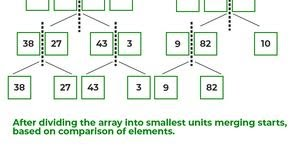 38 27 43 3 9 82 10
38 27 43 3 9 82
After dividing the array into smallest units merging starts,
based on comparison of elements.